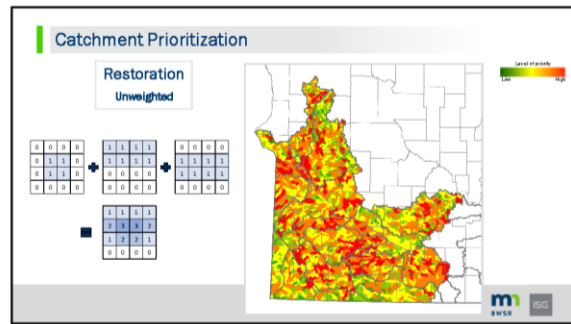 Catchment Prioritization
Restoration
Unweighted
Level of priority
Low High
0 0 0 0 1 1 1 1 0 0 0 0
0 1 1 0 1 1 1 1 1 1 1 1
0 1 1 0 0 0 0 0 1 1 1 1
0 0 0 0 0 0 0 0 0 0 0 0
1 1 1 1
2 3 3 2
1 2 2 1
0 0 0 0
BWSR
ISG